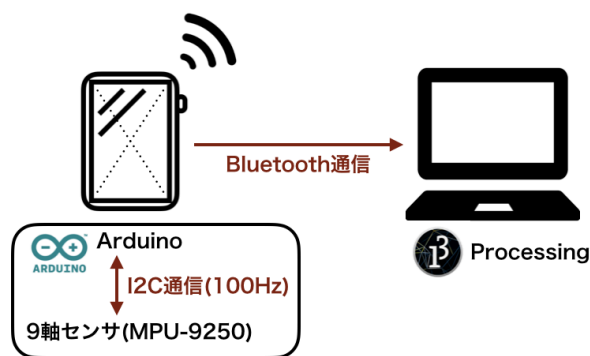 Bluetooth通信
Arduino
ARDUINO
I2C通信(100Hz)
9軸センサ(MPU-9250)
3
Processing